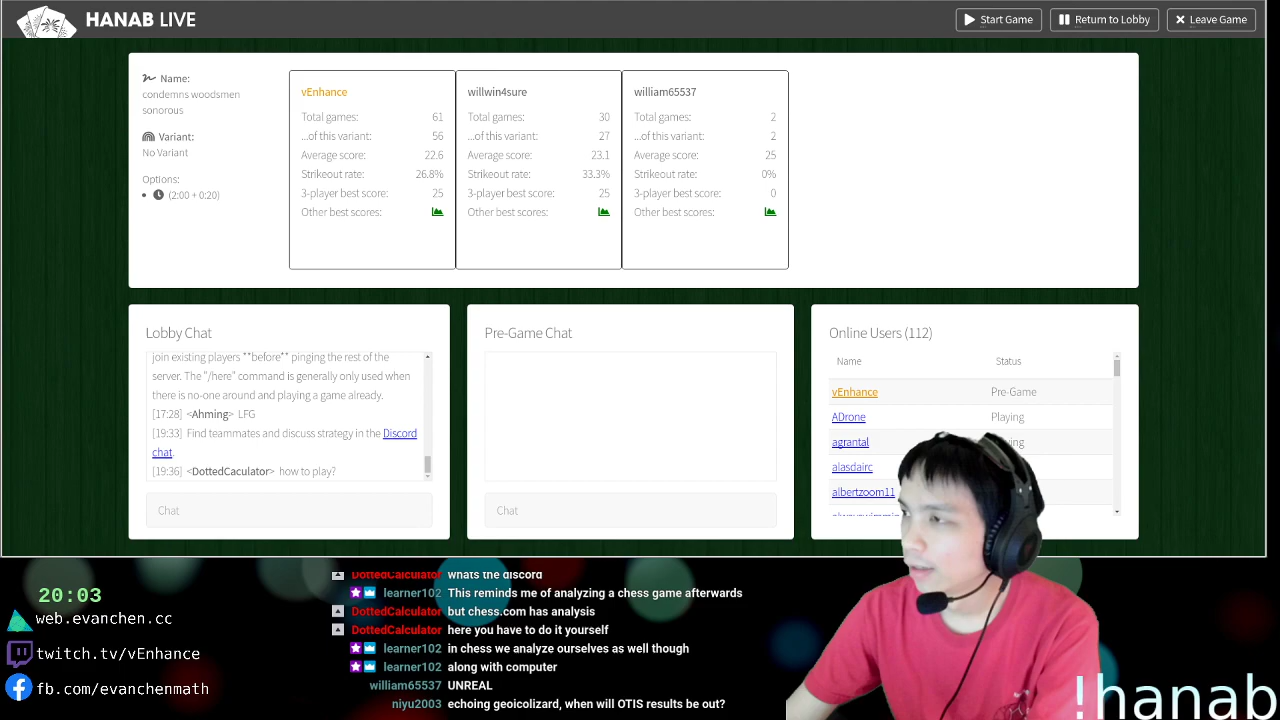 HANAB LIVE
Start Game
Return to Lobby
Leave Game
Name:
condemns woodsmen
sonorous
Variant:
No Variant
Options:
(2:00 + 0:20)
vEnhance
Total games: 61
...of this variant: 56
Average score: 22.6
Strikeout rate: 26.8%
3-player best score: 25
Other best scores:
willwin4sure
Total games: 30
...of this variant: 27
Average score: 23.1
Strikeout rate: 33.3%
3-player best score: 25
Other best scores:
william65537
Total games: 2
...of this variant: 2
Average score: 25
Strikeout rate: 0%
3-player best score: 0
Other best scores:
Lobby Chat
join existing players **before** pinging the rest of the
server. The "/here" command is generally only used when
there is no-one around and playing a game already.
[17:28] <Ahming> LFG
[19:33] Find teammates and discuss strategy in the Discord
chat.
[19:36] <DottedCaculator> how to play?
Chat
Pre-Game Chat
Chat
Online Users (112)
Name Status
vEnhance Pre-Game
ADrone Playing
agrantal
alasdairc
albertzoom11
20:03
web.evanchen.cc
twitch.tv/vEnhance
fb.com/evanchenmath
DottedCalculator whats the discord
learner102 This reminds me of analyzing a chess game afterwards
DottedCalculator but chess.com has analysis
DottedCalculator here you have to do it yourself
learner102 in chess we analyze ourselves as well though
learner102 along with computer
william65537 UNREAL
niyu2003 echoing geoicolizard, when will OTIS results be out?
!hanab